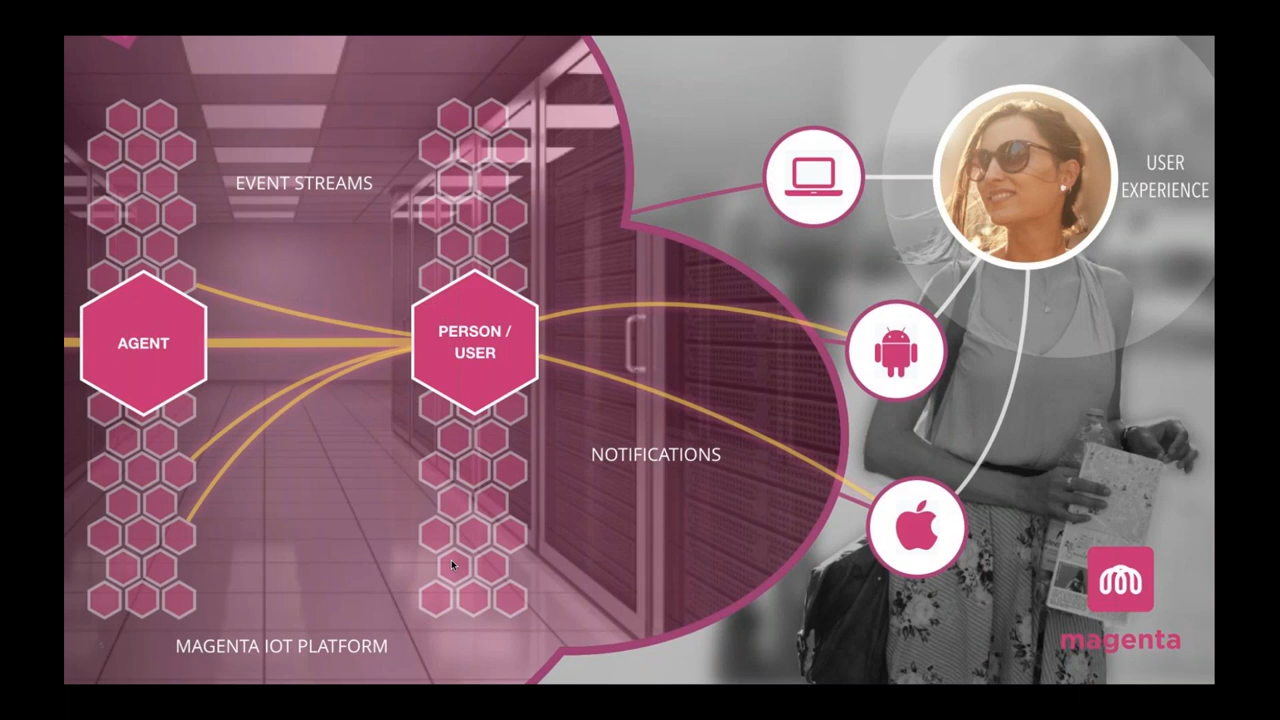 EVENT STREAMS
USER
EXPERIENCE
AGENT
PERSON /
USER
NOTIFICATIONS
MAGENTA IOT PLATFORM
magenta